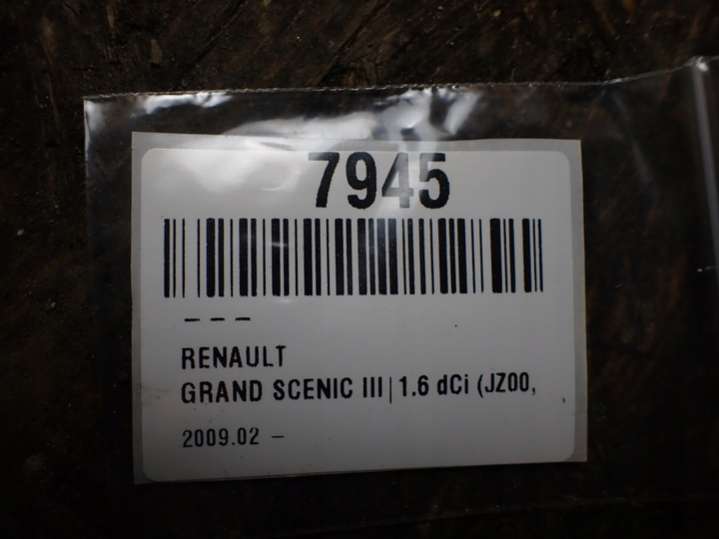 7945
– – –
RENAULT
GRAND SCENIC III | 1.6 dCi (JZ00,
2009.02 –